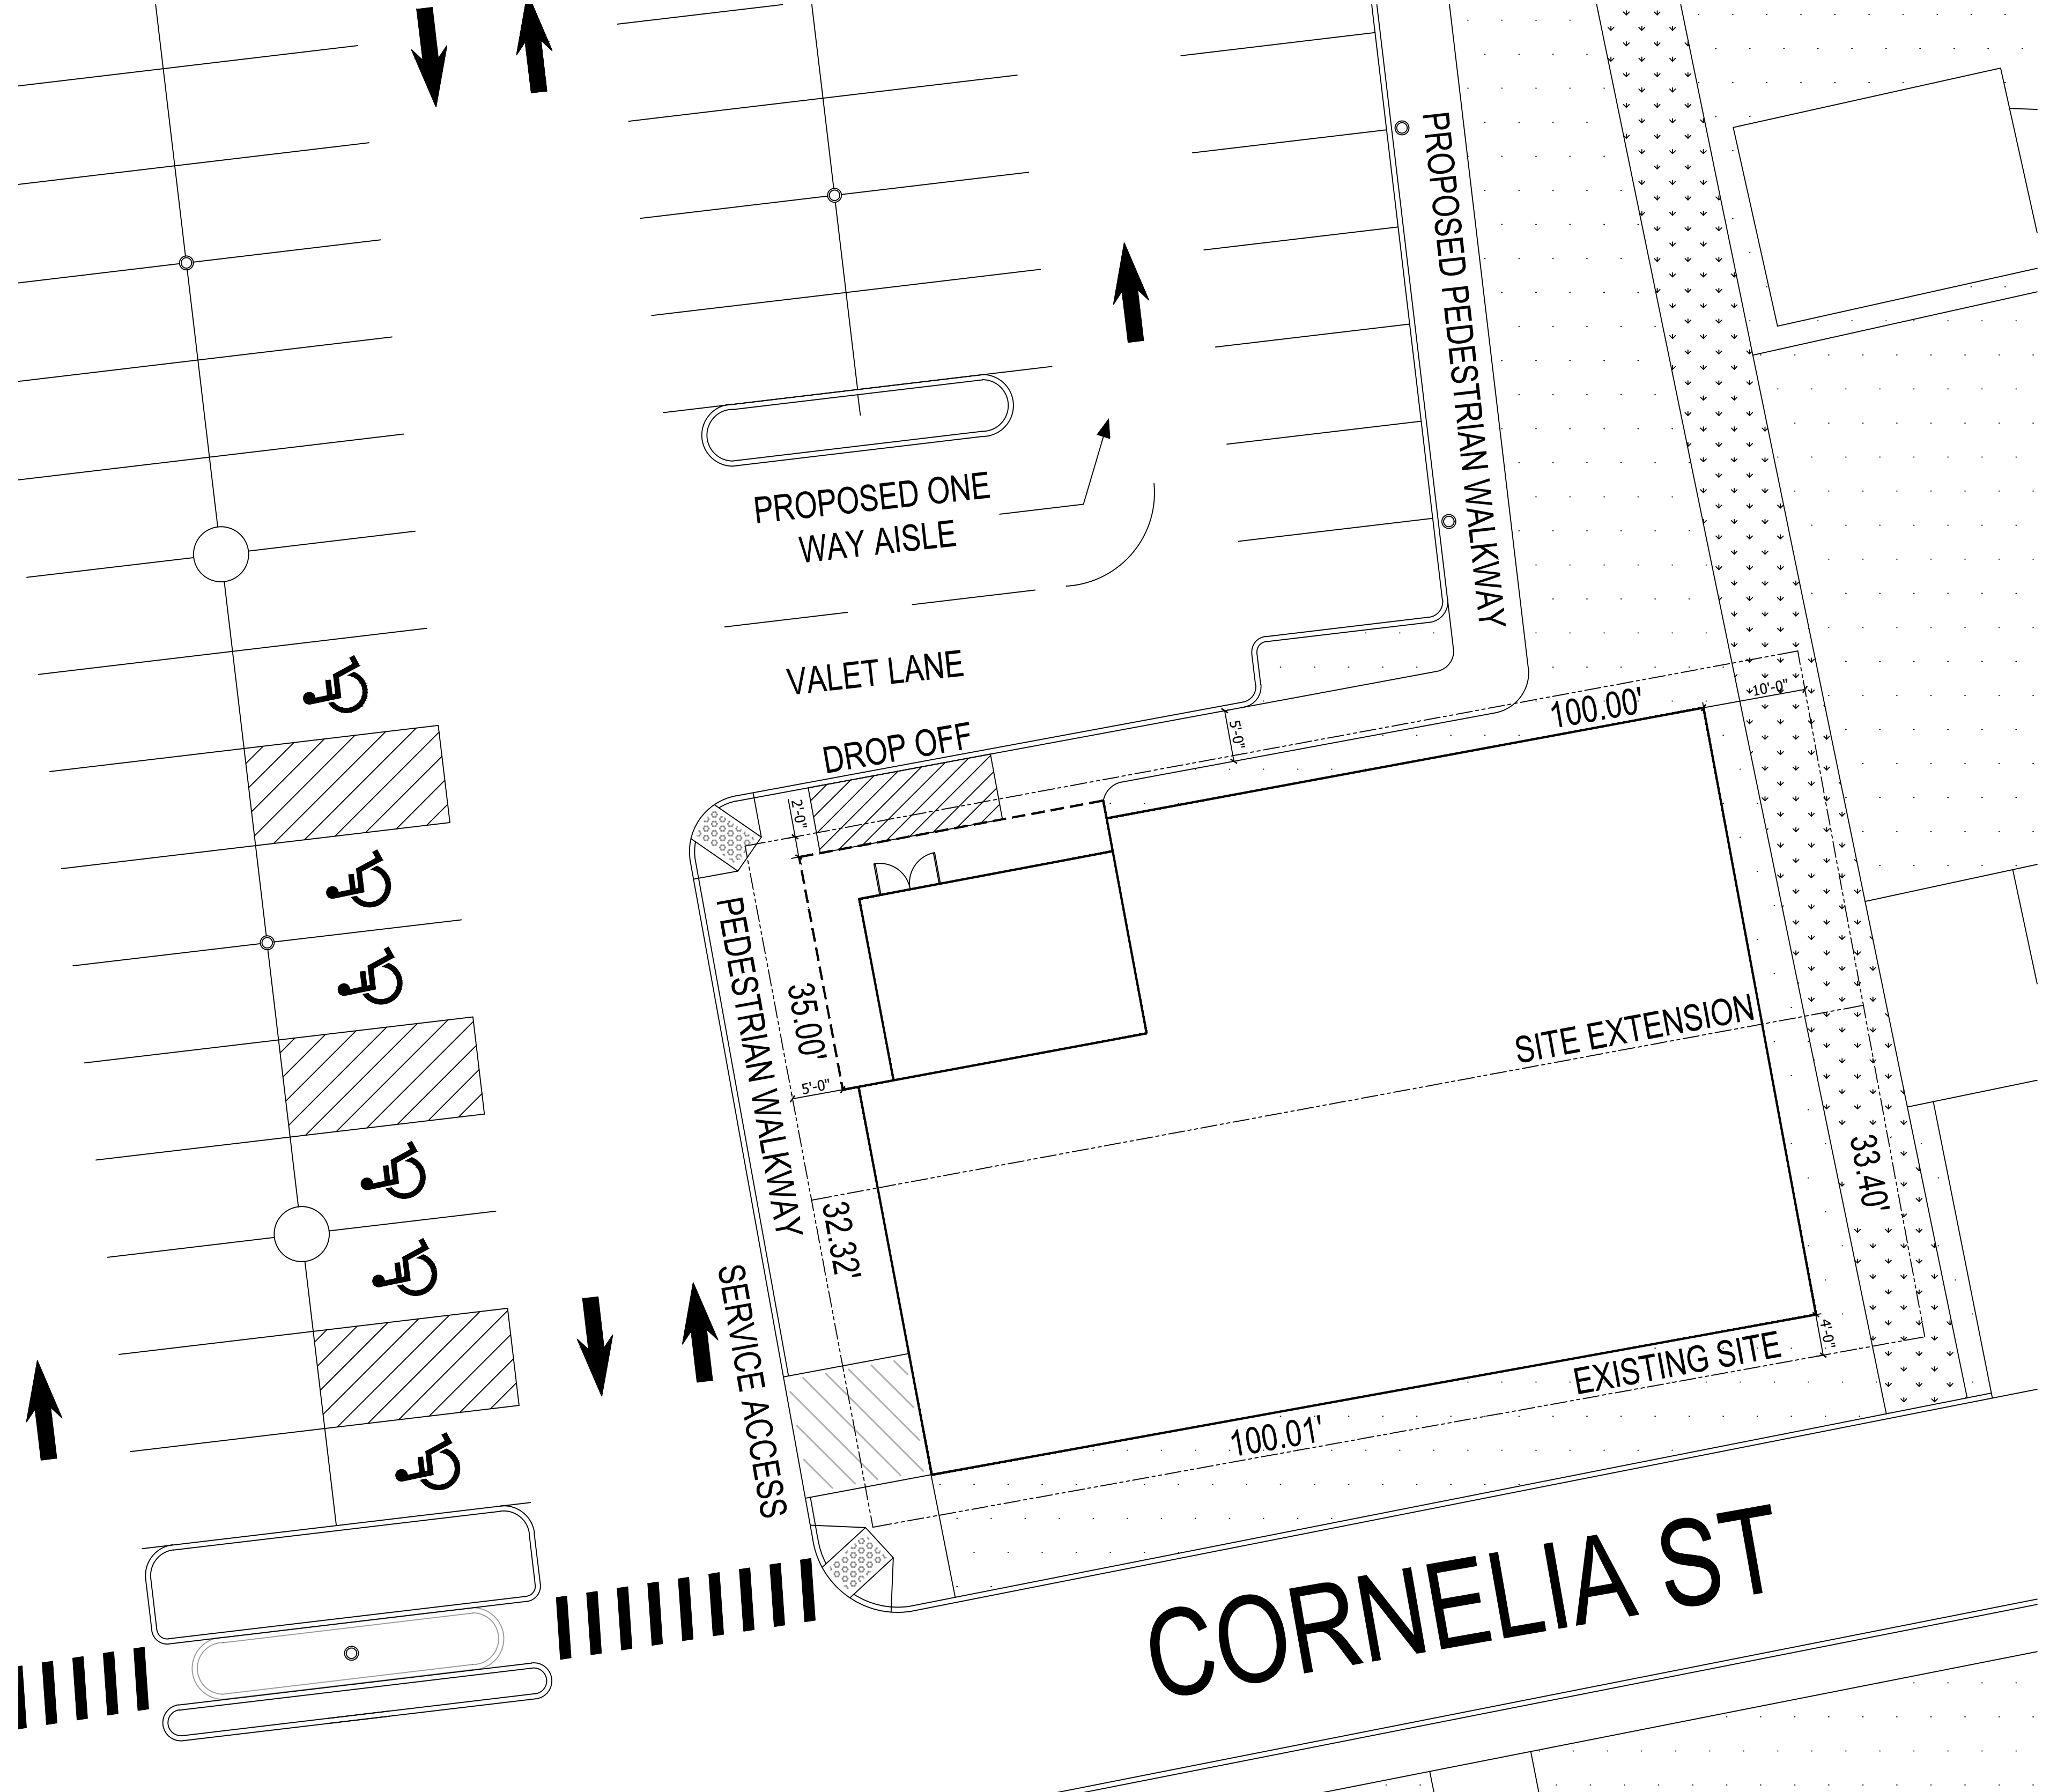 PROPOSED PEDESTRIAN WALKWAY
PROPOSED ONE
WAY AISLE
VALET LANE
DROP OFF
100.00'
10'-0"
5'-0"
2'-0"
PEDESTRIAN WALKWAY
35.00'
5'-0"
SITE EXTENSION
33.40'
32.32'
SERVICE ACCESS
4'-0"
EXISTING SITE
100.01'
CORNELIA ST